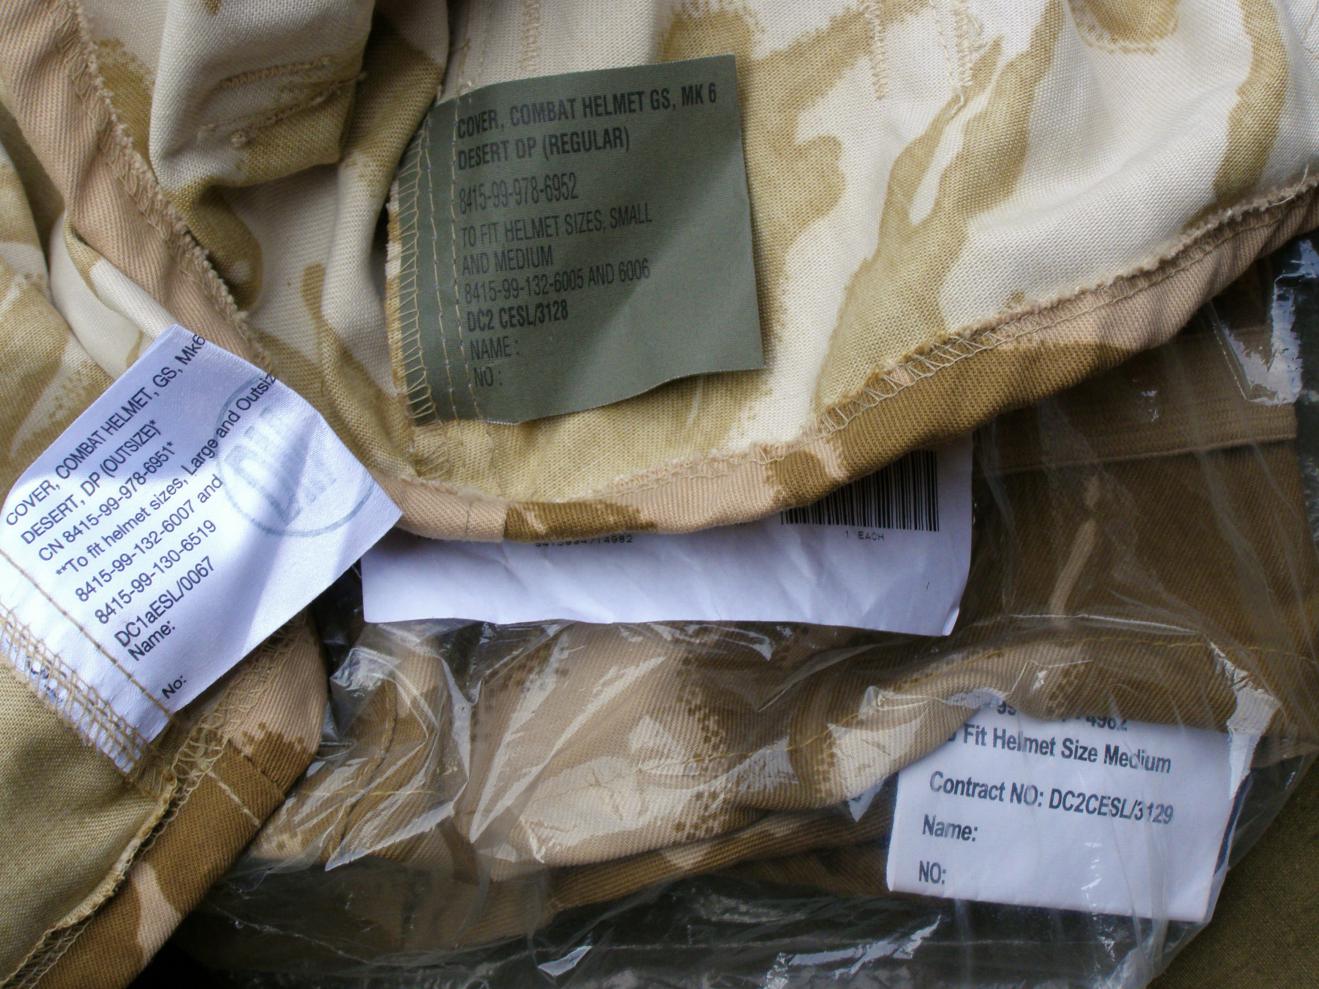 COVER, COMBAT HELMET GS, MK 6
DESERT DP (REGULAR)
8415-99-978-6952
TO FIT HELMET SIZES, SMALL
AND MEDIUM
8415-99-132-6005 AND 6006
DC2 CESL/3128
NAME :
NO :
COVER, COMBAT HELMET, GS, Mk6
DESERT, DP (OUTSIZE)*
CN 8415-99-978-6951*
**To fit helmet sizes, Large and Outsiz
8415-99-132-6007 and
8415-99-130-6519
DC1aESL/0067
Name:
No:
1 EACH
Fit Helmet Size Medium
Contract NO: DC2CESL/3129
Name:
NO: